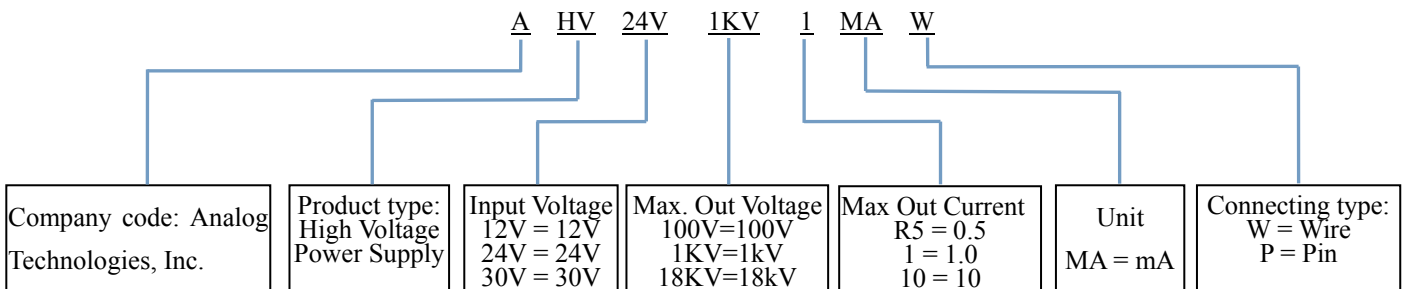 A HV 24V 1KV 1 MA W
Company code: Analog
Technologies, Inc.
Product type:
High Voltage
Power Supply
Input Voltage
12V = 12V
24V = 24V
30V = 30V
Max. Out Voltage
100V=100V
1KV=1kV
18KV=18kV
Max Out Current
R5 = 0.5
1 = 1.0
10 = 10
Unit
MA = mA
Connecting type:
W = Wire
P = Pin